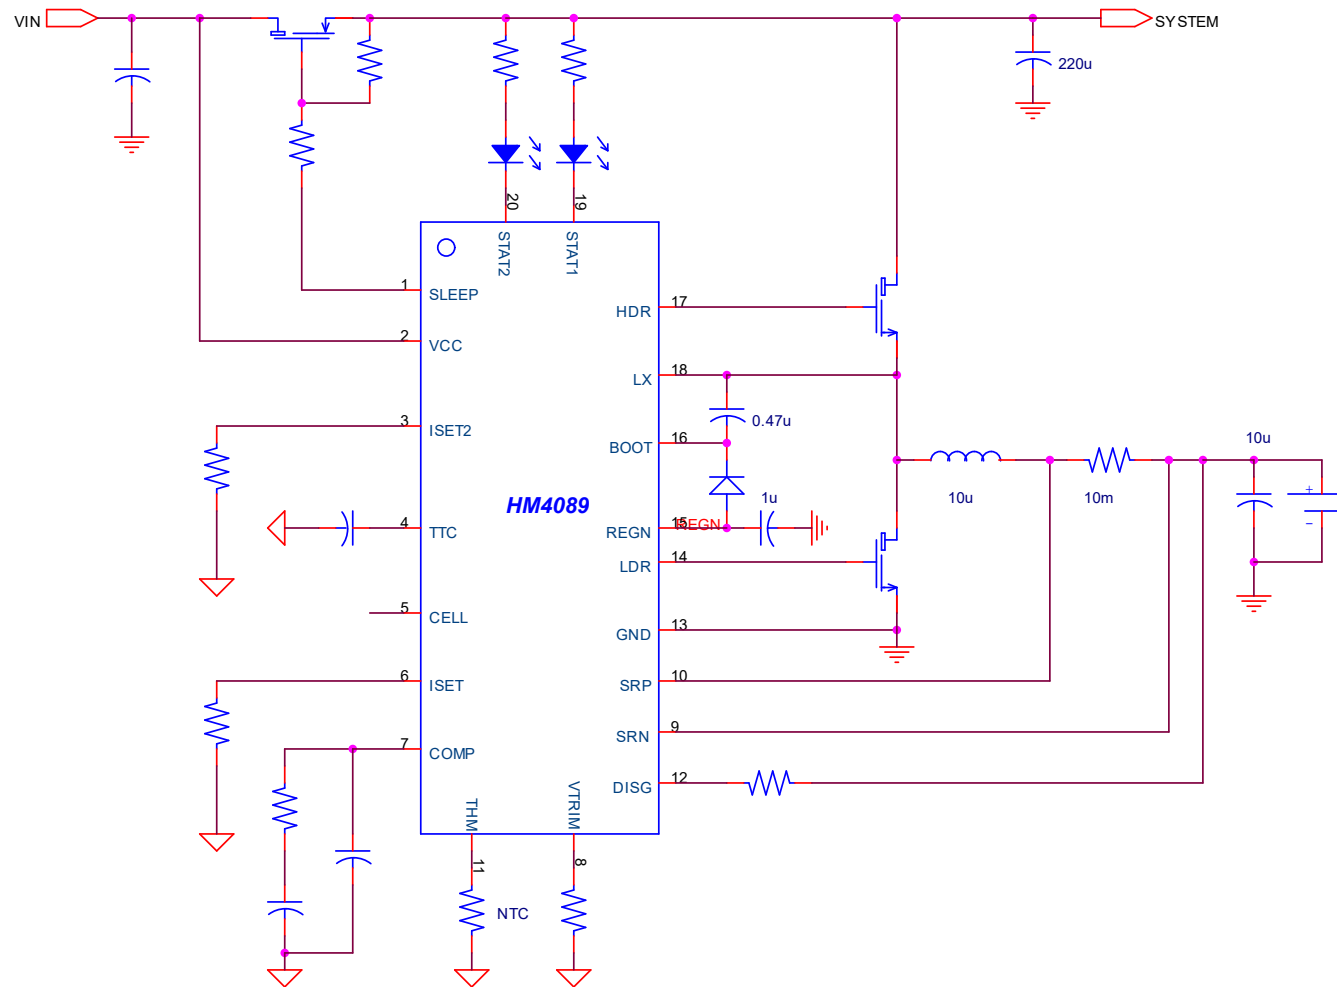 VIN
SYSTEM
220u
20
19
STAT2
STAT1
1
SLEEP
17
HDR
2
VCC
18
LX
0.47u
3
ISET2
16
BOOT
10u
HM4089
1u
10u
10m
+
−
4
TTC
15
REGN
REGN
14
LDR
5
CELL
13
GND
6
ISET
10
SRP
9
SRN
7
COMP
12
DISG
THM
VTRIM
11
8
NTC